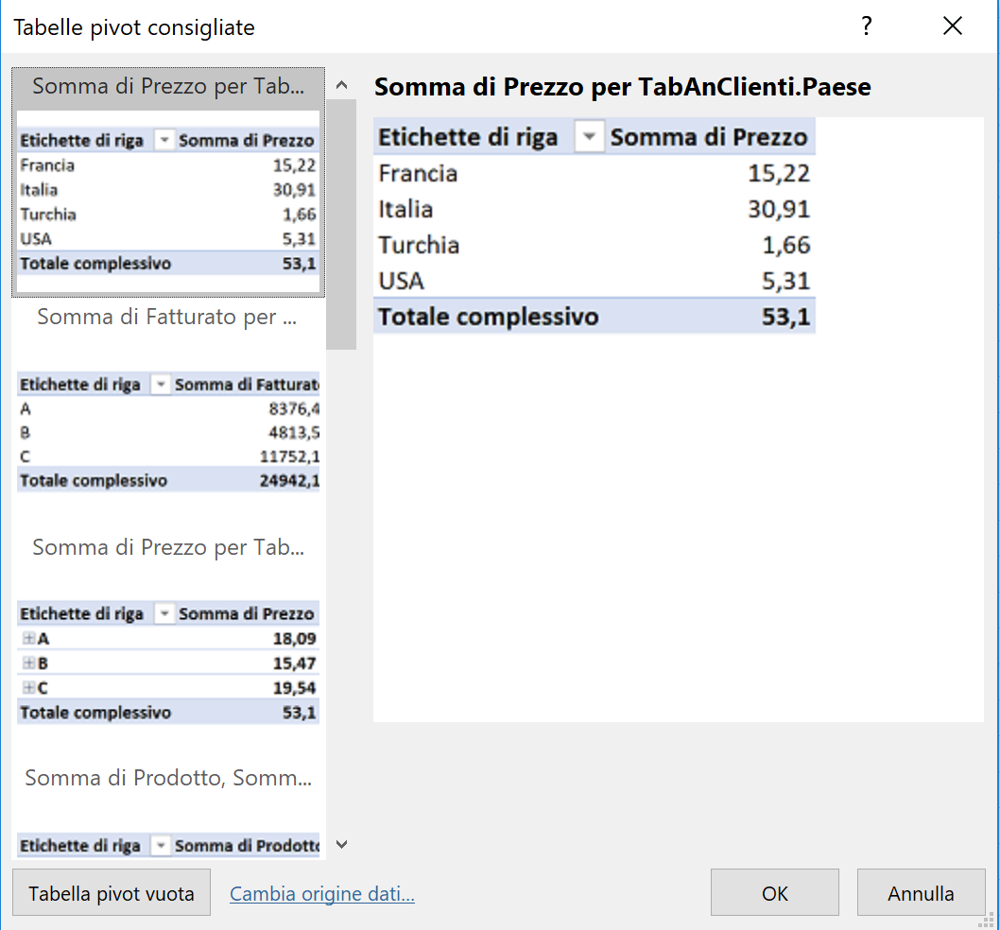 Tabelle pivot consigliate ?
Somma di Prezzo per Tab...
Etichette di riga Somma di Prezzo
Francia 15,22
Italia 30,91
Turchia 1,66
USA 5,31
Totale complessivo 53,1
Somma di Fatturato per ...
Etichette di riga Somma di Fatturat
A 8376,4
B 4813,5
C 11752,1
Totale complessivo 24942,1
Somma di Prezzo per Tab...
Etichette di riga Somma di Prezzo
A 18,09
B 15,47
C 19,54
Totale complessivo 53,1
Somma di Prodotto, Somm...
Etichette di riga Somma di Prodotto
Somma di Prezzo per TabAnClienti.Paese
Etichette di riga Somma di Prezzo
Francia 15,22
Italia 30,91
Turchia 1,66
USA 5,31
Totale complessivo 53,1
Tabella pivot vuota Cambia origine dati... OK Annulla